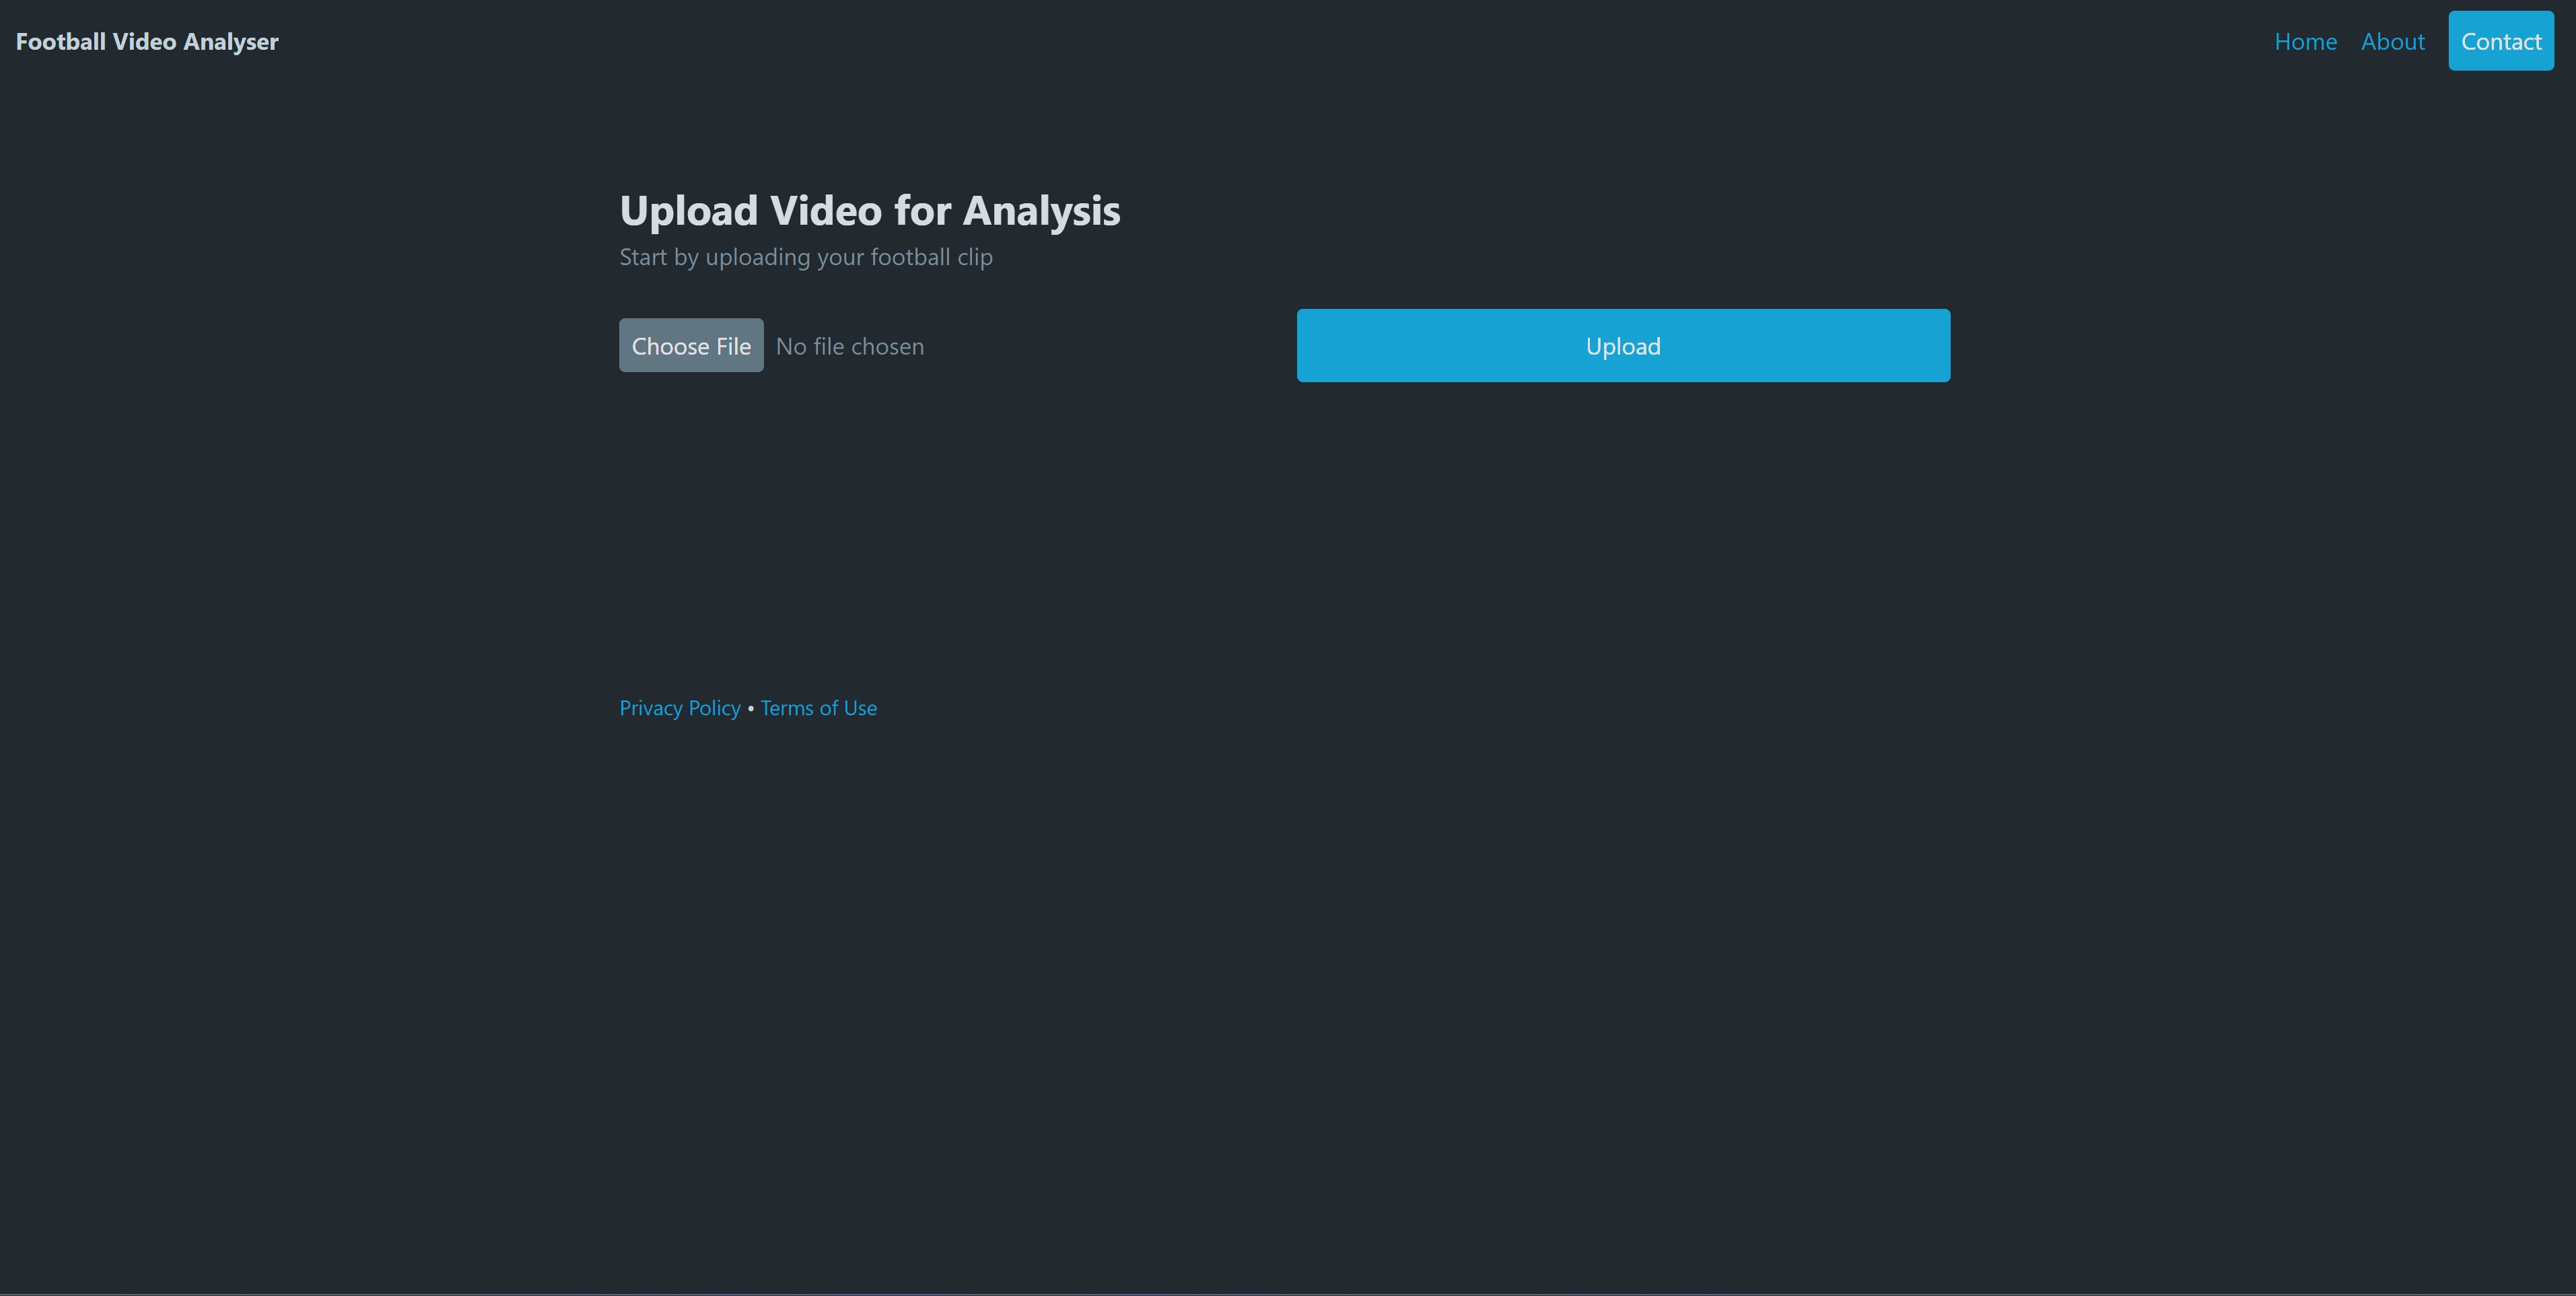 Football Video Analyser
Home About Contact
Upload Video for Analysis
Start by uploading your football clip
Choose File No file chosen Upload
Privacy Policy • Terms of Use